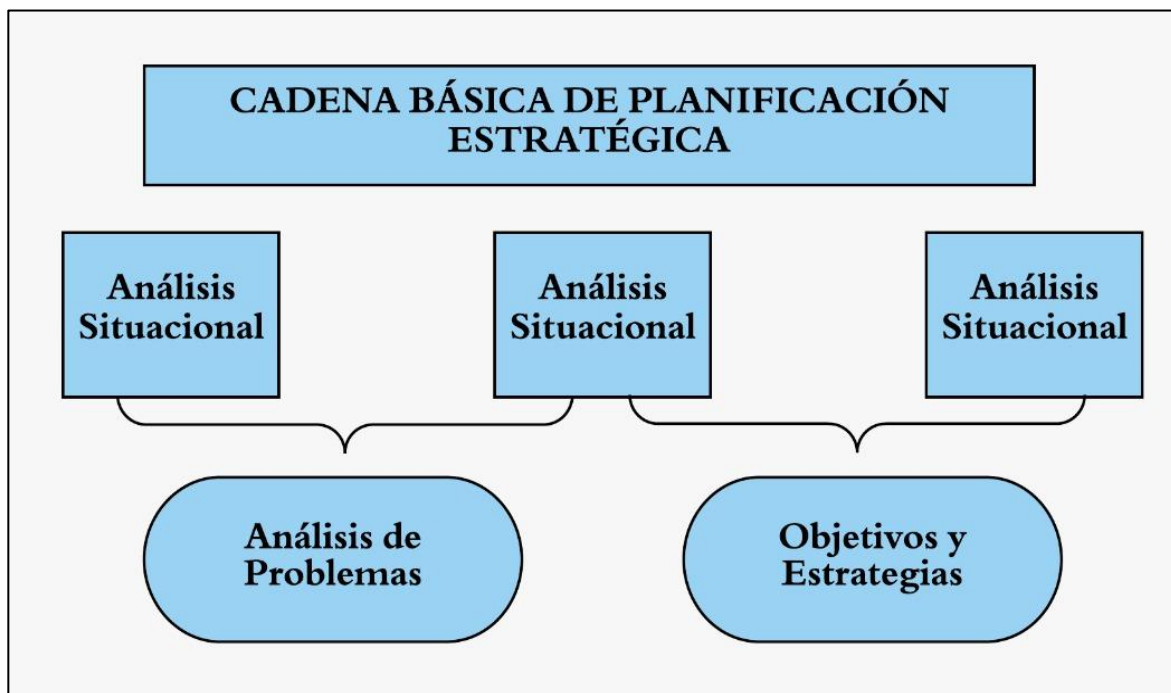 CADENA BÁSICA DE PLANIFICACIÓN
ESTRATÉGICA
Análisis
Situacional
Análisis
Situacional
Análisis
Situacional
Análisis de
Problemas
Objetivos y
Estrategias